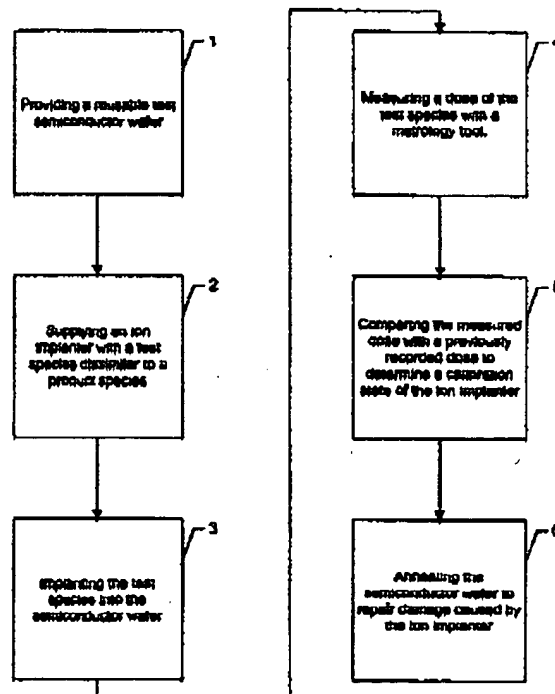 1
Providing a reusable test
semiconductor wafer
2
Supplying an ion
implanter with a test
species dissimilar to a
product species
3
Implanting the test
species into the
semiconductor wafer
Measuring a dose of the
test species with a
metrology tool.
Comparing the measured
dose with a previously
recorded dose to
determine a calibration
state of the ion implanter
Annealing the
semiconductor wafer to
repair damage caused by
the ion implanter